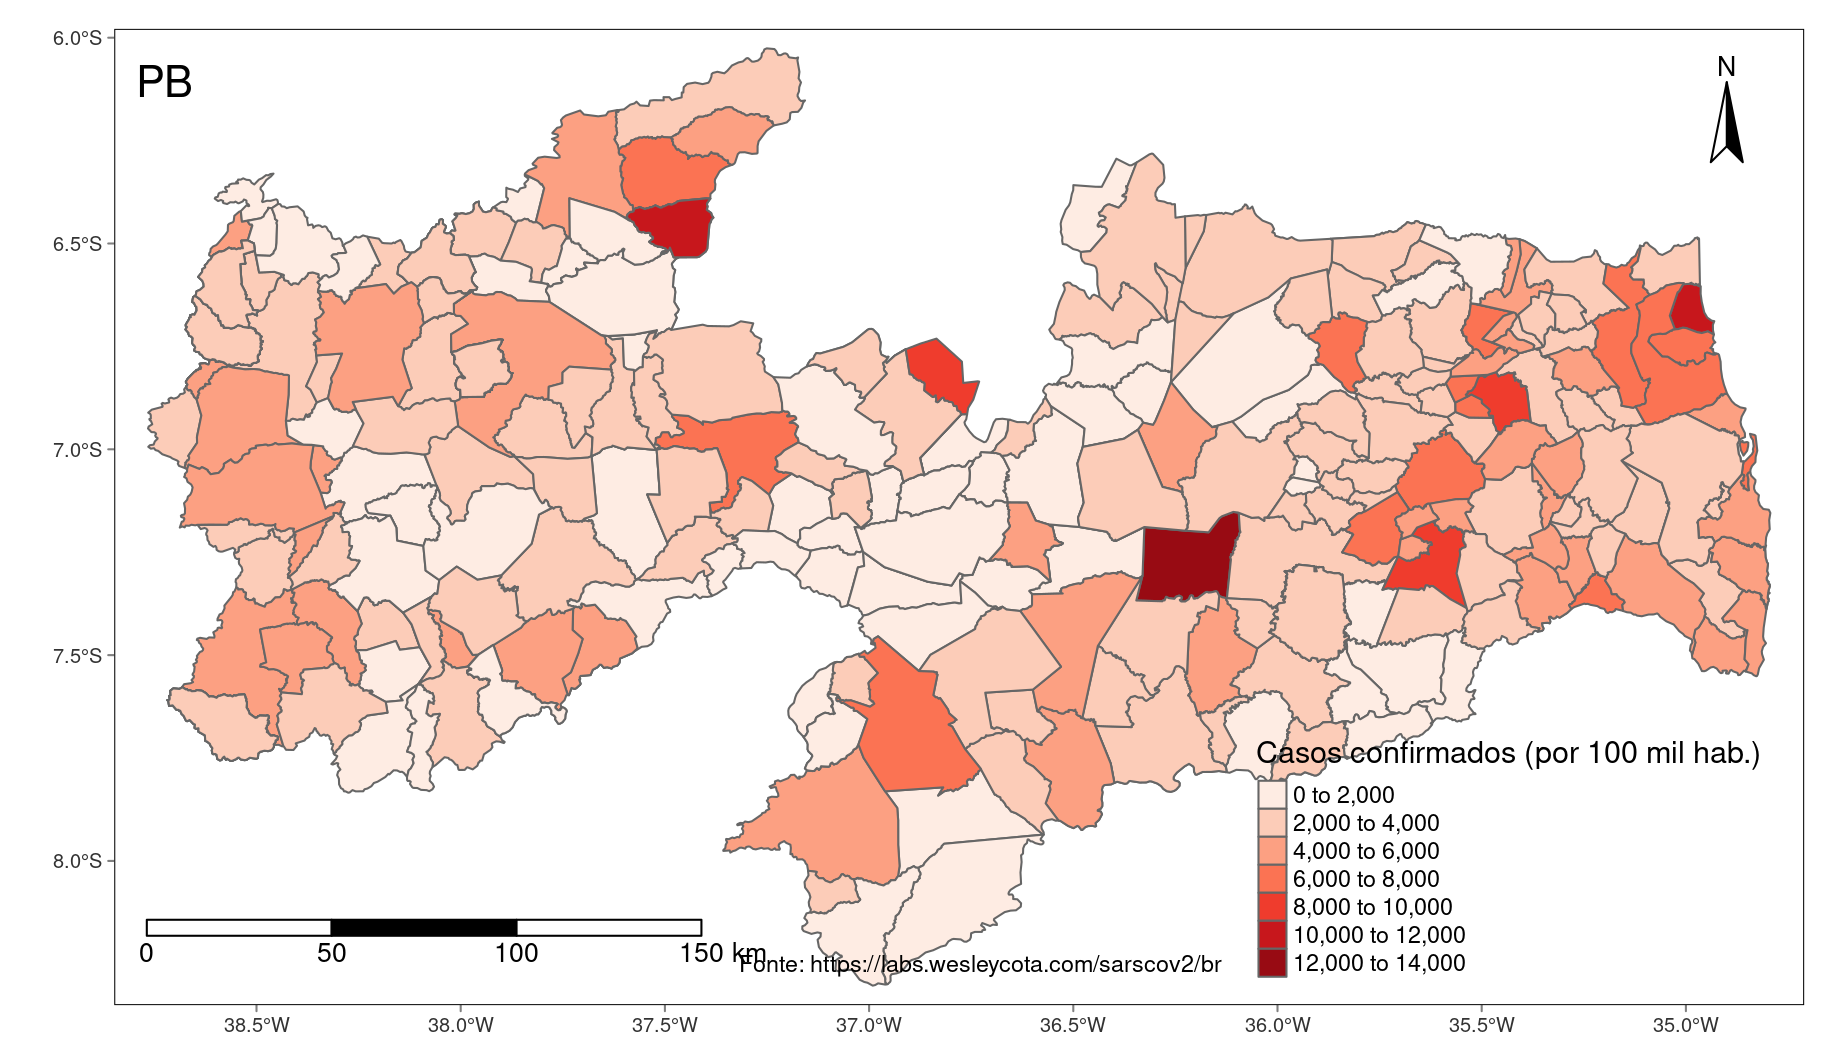 PB
N
6.0°S
6.5°S
7.0°S
7.5°S
8.0°S
Casos confirmados (por 100 mil hab.)
0 to 2,000
2,000 to 4,000
4,000 to 6,000
6,000 to 8,000
8,000 to 10,000
10,000 to 12,000
12,000 to 14,000
0 50 100 150 km
Fonte: https://labs.wesleycota.com/sarscov2/br
38.5°W 38.0°W 37.5°W 37.0°W 36.5°W 36.0°W 35.5°W 35.0°W